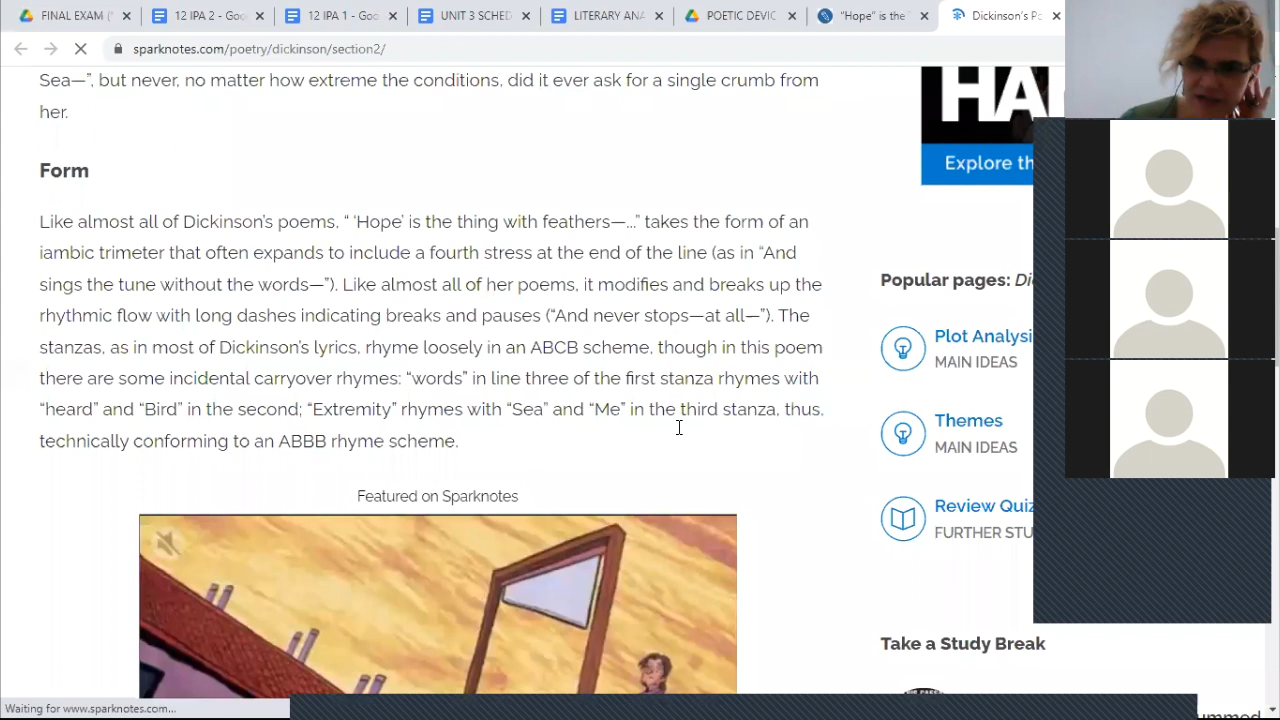 FINAL EXAM (
12 IPA 2 - Goo
12 IPA 1 - Goo
UNIT 3 SCHED
LITERARY ANA
POETIC DEVIC
"Hope" is the
Dickinson's Po
sparknotes.com/poetry/dickinson/section2/
Sea—”, but never, no matter how extreme the conditions, did it ever ask for a single crumb from
her.
Form
Like almost all of Dickinson’s poems, “ ‘Hope’ is the thing with feathers—...” takes the form of an
iambic trimeter that often expands to include a fourth stress at the end of the line (as in “And
sings the tune without the words—”). Like almost all of her poems, it modifies and breaks up the
rhythmic flow with long dashes indicating breaks and pauses (“And never stops—at all—”). The
stanzas, as in most of Dickinson’s lyrics, rhyme loosely in an ABCB scheme, though in this poem
there are some incidental carryover rhymes: “words” in line three of the first stanza rhymes with
“heard” and “Bird” in the second; “Extremity” rhymes with “Sea” and “Me” in the third stanza, thus,
technically conforming to an ABBB rhyme scheme.
Featured on Sparknotes
HA
Explore th
Popular pages: Di
Plot Analysi
MAIN IDEAS
Themes
MAIN IDEAS
Review Quiz
FURTHER STU
Take a Study Break
Waiting for www.sparknotes.com...